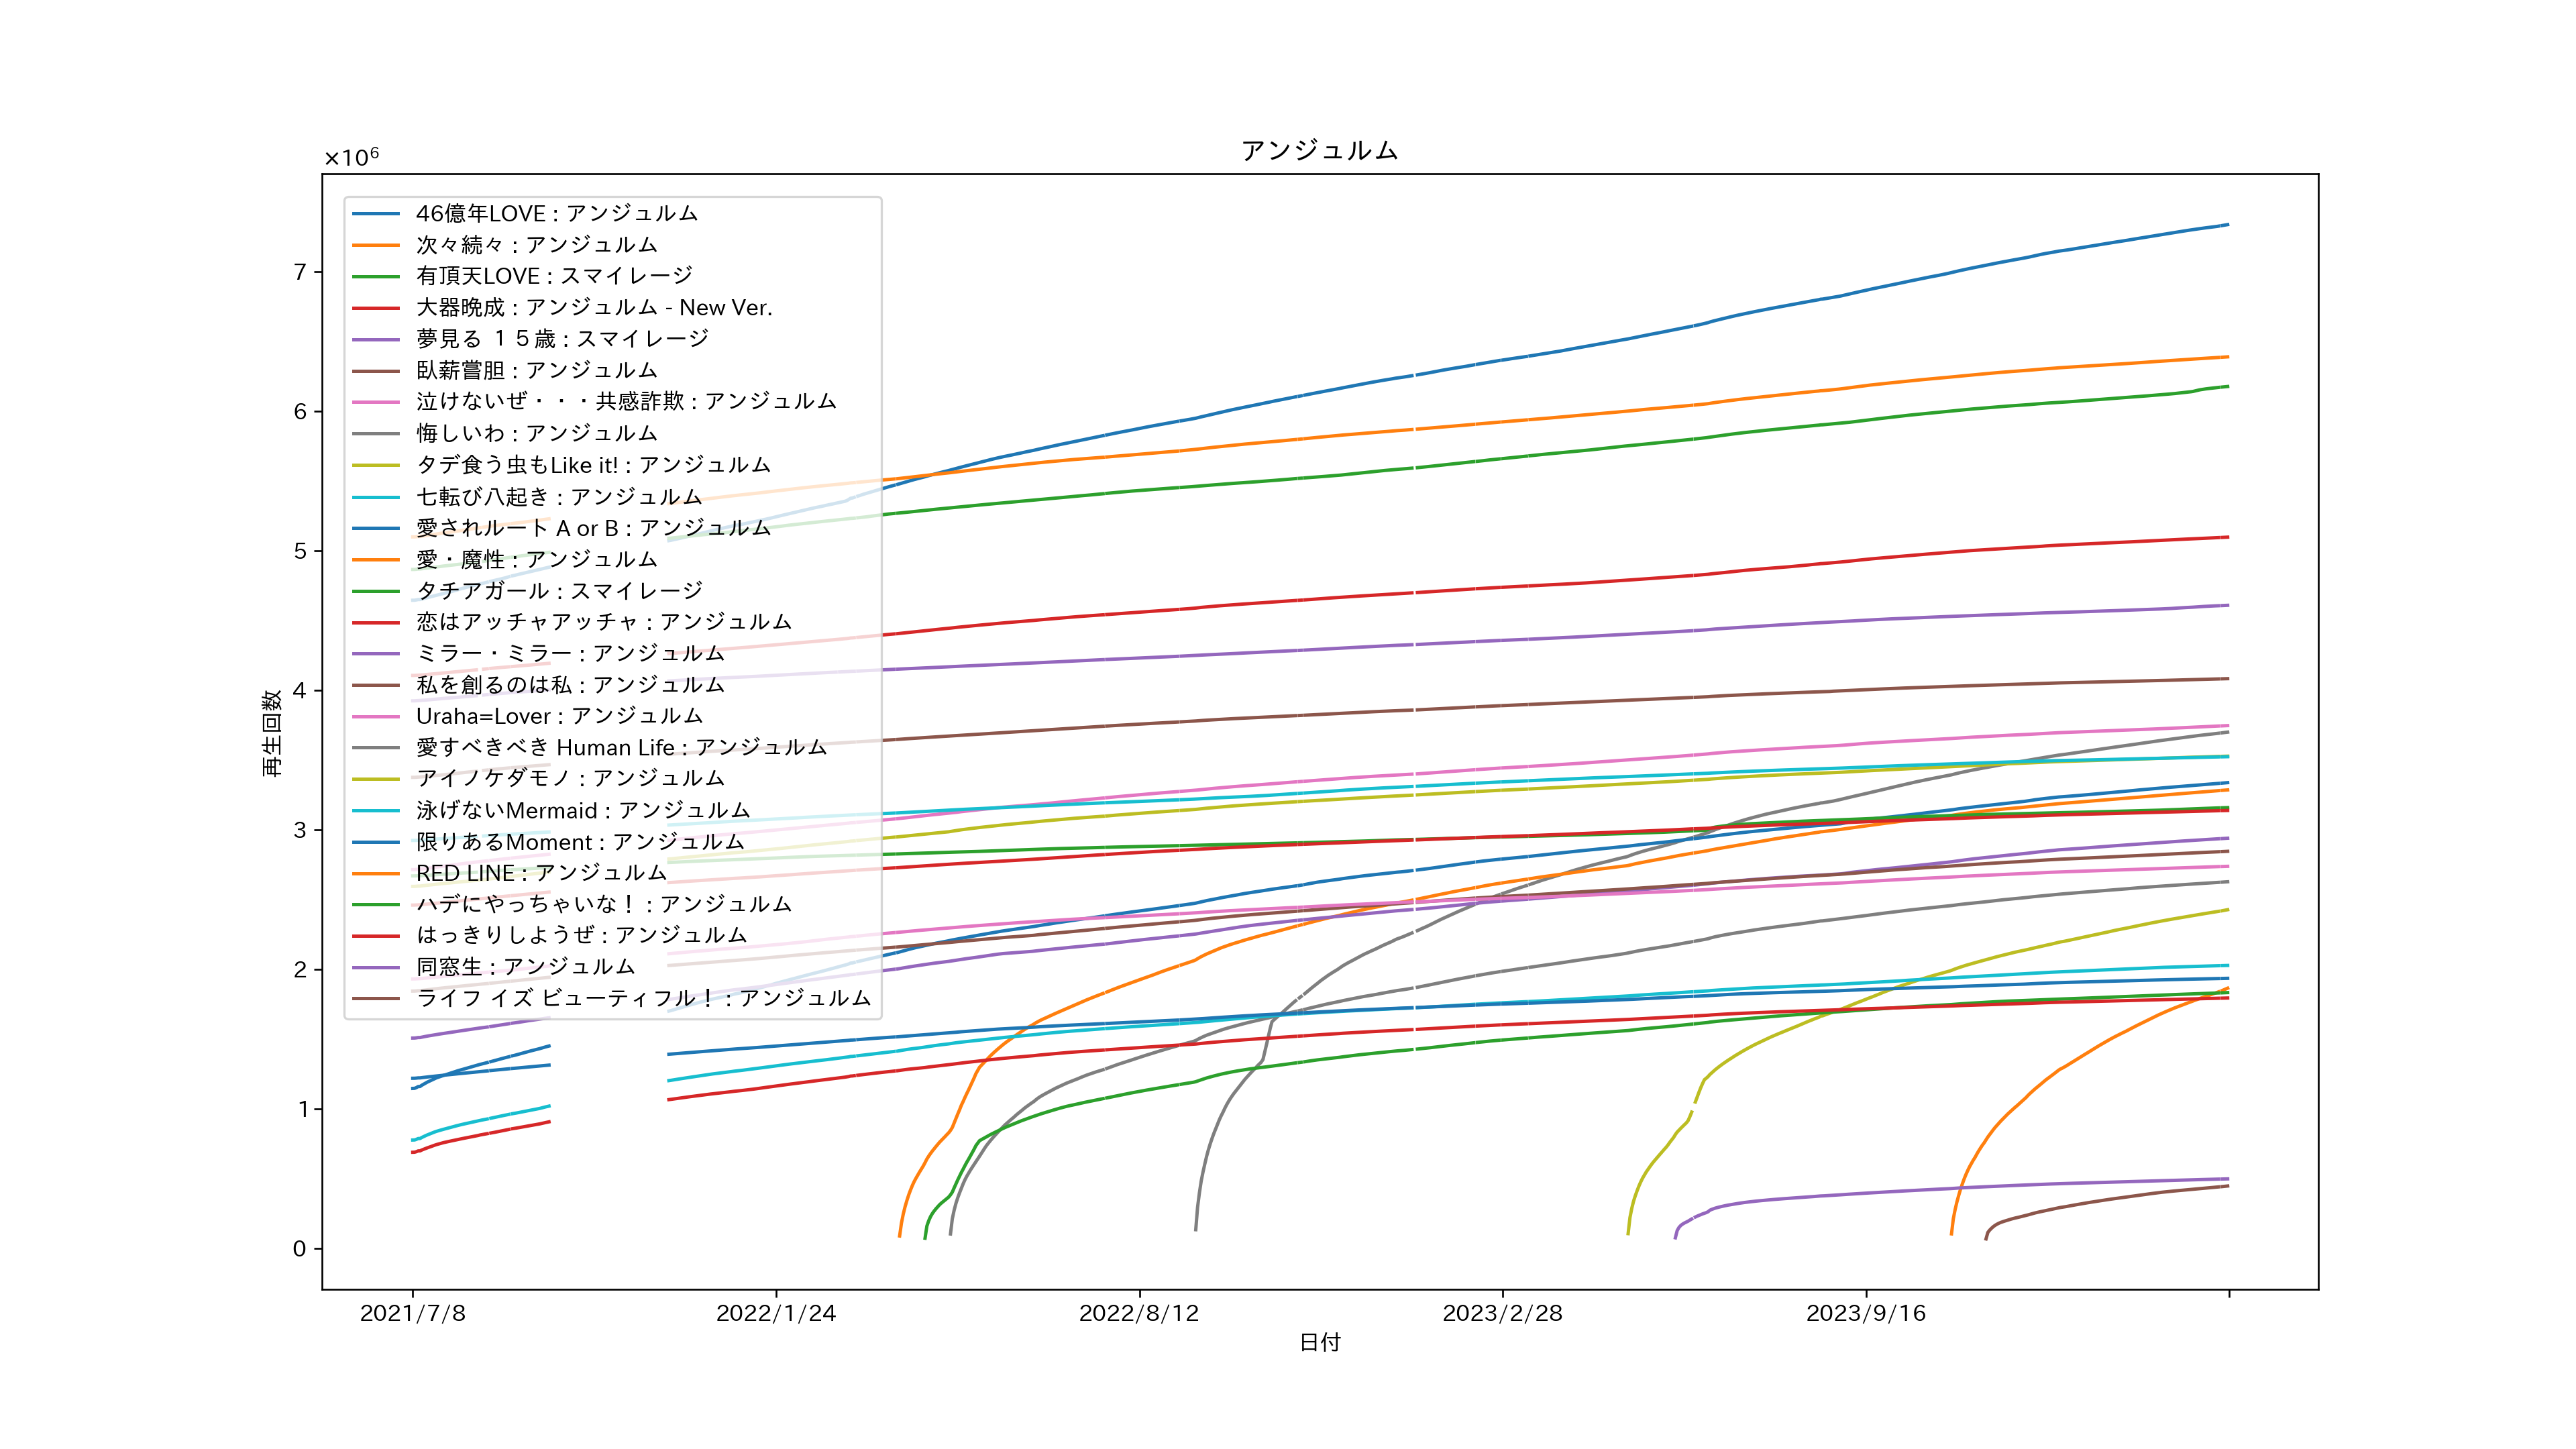 アンジュルム
×10⁶
46億年LOVE : アンジュルム
次々続々 : アンジュルム
有頂天LOVE : スマイレージ
大器晩成 : アンジュルム - New Ver.
夢見る １５歳 : スマイレージ
臥薪嘗胆 : アンジュルム
泣けないぜ・・・共感詐欺 : アンジュルム
悔しいわ : アンジュルム
タデ食う虫もLike it! : アンジュルム
七転び八起き : アンジュルム
愛されルート A or B : アンジュルム
愛・魔性 : アンジュルム
タチアガール : スマイレージ
恋はアッチャアッチャ : アンジュルム
ミラー・ミラー : アンジュルム
私を創るのは私 : アンジュルム
Uraha=Lover : アンジュルム
愛すべきべき Human Life : アンジュルム
アイノケダモノ : アンジュルム
泳げないMermaid : アンジュルム
限りあるMoment : アンジュルム
RED LINE : アンジュルム
ハデにやっちゃいな！ : アンジュルム
はっきりしようぜ : アンジュルム
同窓生 : アンジュルム
ライフ イズ ビューティフル！ : アンジュルム
7
6
5
4
3
2
1
0
再生回数
2021/7/8
2022/1/24
2022/8/12
2023/2/28
2023/9/16
日付